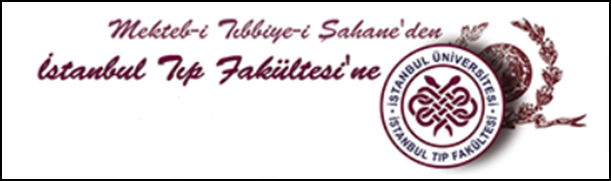 Mekteb-i Tıbbiye-i Şahane'den
İstanbul Tıp Fakültesi'ne
• İSTANBUL ÜNİVERSİTESİ •
İSTANBUL TIP FAKÜLTESİ